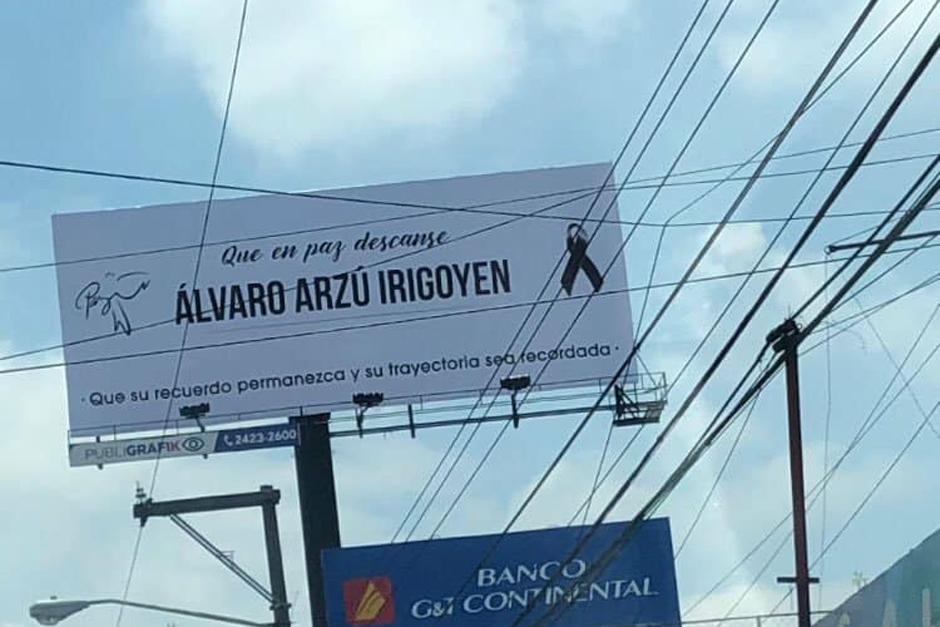 Que en paz descanse
Paz
ÁLVARO ARZÚ IRIGOYEN
· Que su recuerdo permanezca y su trayectoria sea recordada ·
PUBLIGRAFIK 2423-2600
BANCO
G&T CONTINENTAL